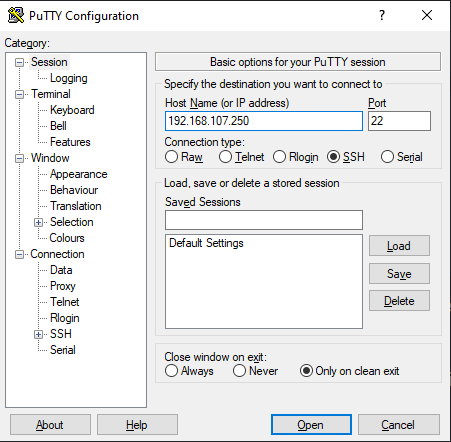 PuTTY Configuration
? ×
Category:
Session
Logging
Terminal
Keyboard
Bell
Features
Window
Appearance
Behaviour
Translation
Selection
Colours
Connection
Data
Proxy
Telnet
Rlogin
SSH
Serial
Basic options for your PuTTY session
Specify the destination you want to connect to
Host Name (or IP address) Port
192.168.107.250 22
Connection type:
Raw Telnet Rlogin SSH Serial
Load, save or delete a stored session
Saved Sessions
Default Settings
Load
Save
Delete
Close window on exit:
Always Never Only on clean exit
About Help Open Cancel